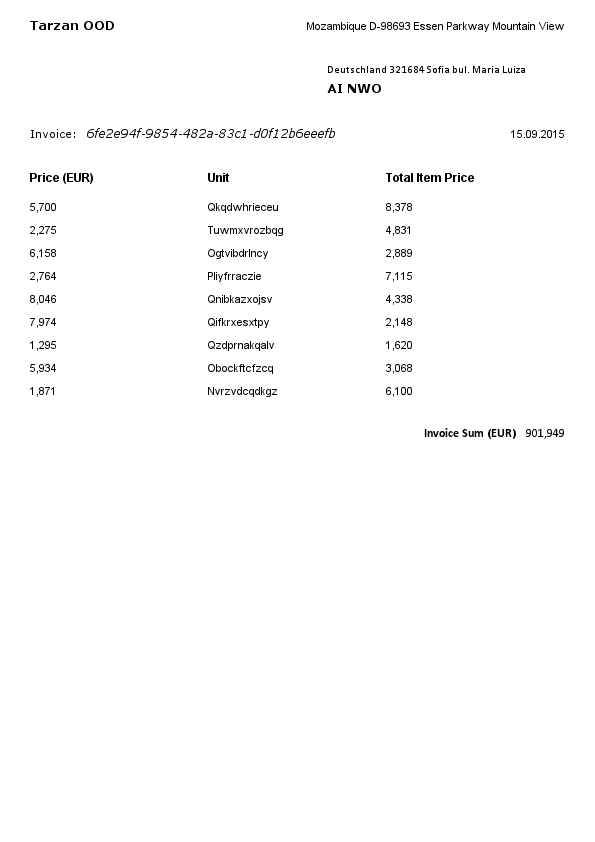 Tarzan OOD Mozambique D-98693 Essen Parkway Mountain View
Deutschland 321684 Sofia bul. Maria Luiza
AI NWO
Invoice: 6fe2e94f-9854-482a-83c1-d0f12b6eeefb 15.09.2015
Price (EUR) Unit Total Item Price
5,700 Qkqdwhrieceu 8,378
2,275 Tuwmxvrozbqg 4,831
6,158 Ogtvibdrlncy 2,889
2,764 Pliyfrraczie 7,115
8,046 Qnibkazxojsv 4,338
7,974 Qifkrxesxtpy 2,148
1,295 Qzdprnakqalv 1,620
5,934 Obockftcfzcq 3,068
1,871 Nvrzvdcqdkgz 6,100
Invoice Sum (EUR) 901,949